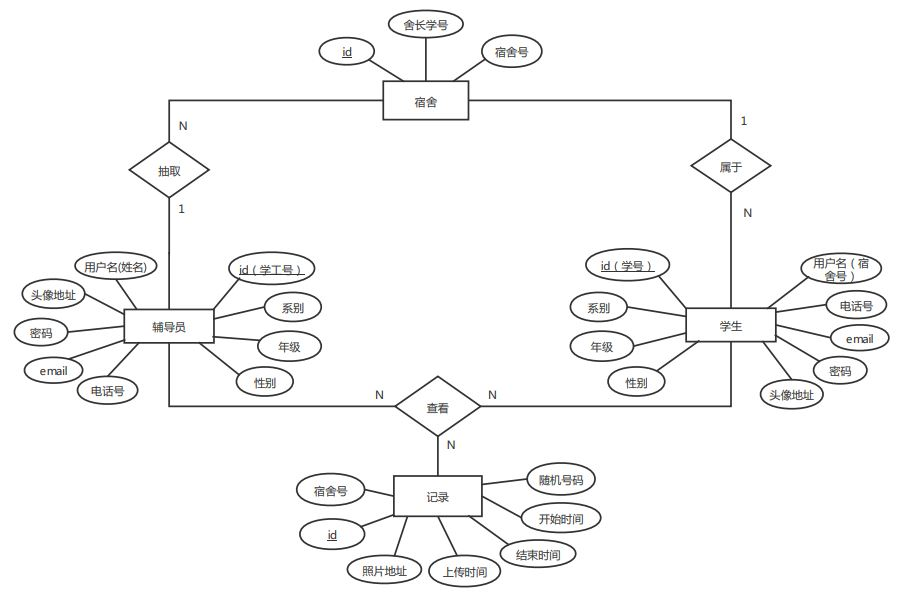 舍长学号
id
宿舍号
宿舍
N
1
抽取
属于
1
N
用户名(姓名)
id（学工号）
id（学号）
用户名（宿
舍号）
头像地址
系别
系别
电话号
密码
辅导员
学生
年级
年级
email
email
性别
性别
密码
电话号
头像地址
N
查看
N
N
随机号码
宿舍号
记录
开始时间
id
结束时间
照片地址
上传时间